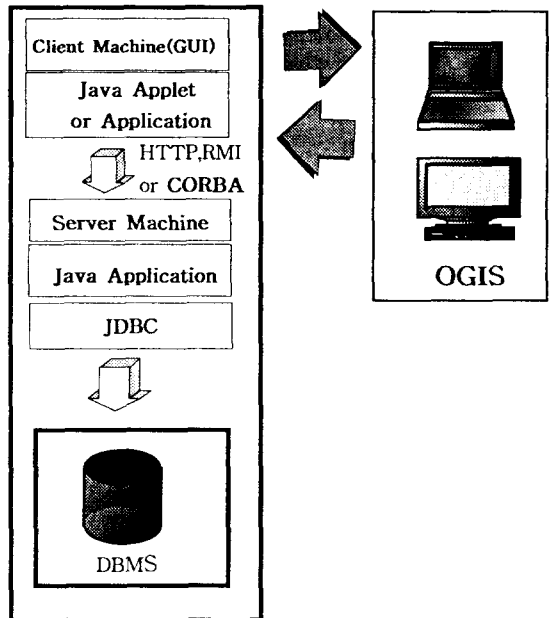 Client Machine(GUI)
Java Applet
or Application
HTTP,RMI
or CORBA
Server Machine
Java Application
JDBC
DBMS
OGIS